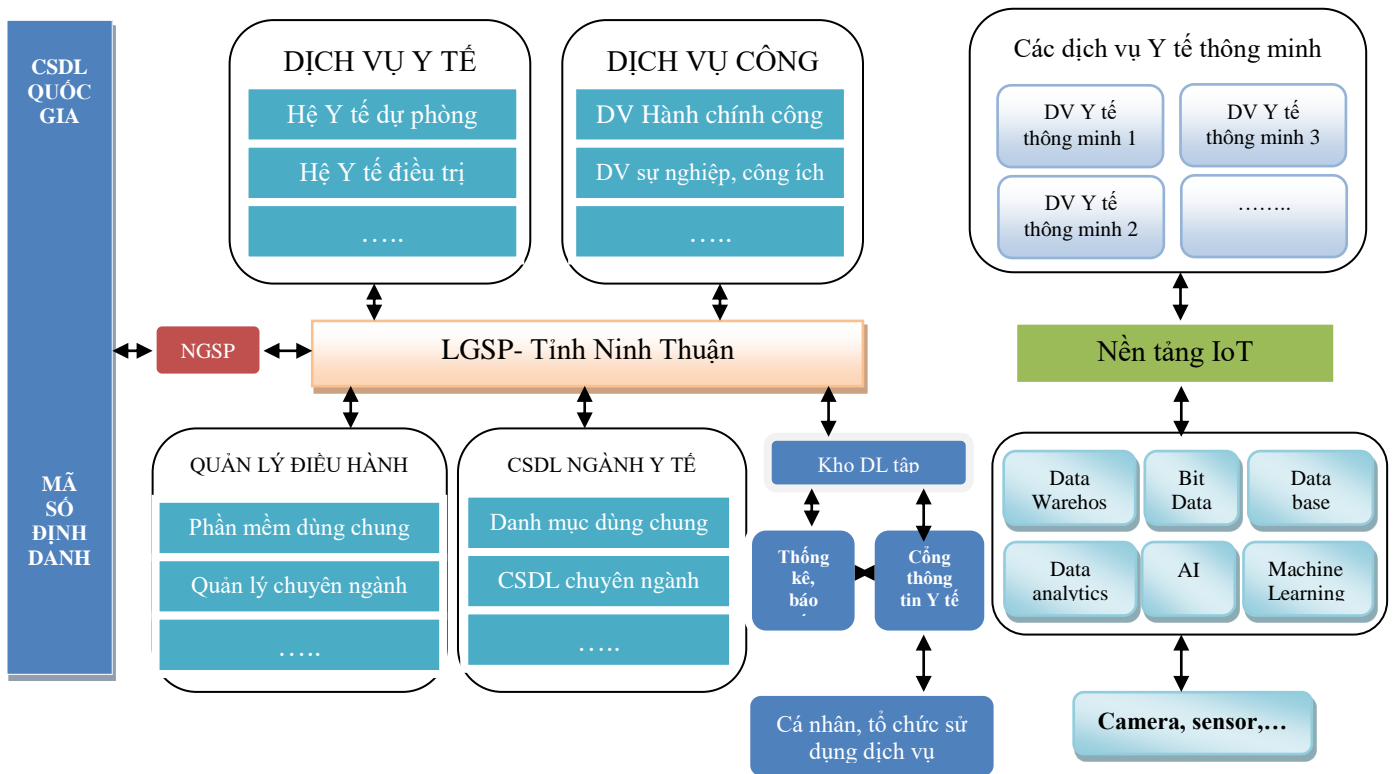 CSDL
QUỐC
GIA
MÃ
SỐ
ĐỊNH
DANH
DỊCH VỤ Y TẾ
Hệ Y tế dự phòng
Hệ Y tế điều trị
…..
DỊCH VỤ CÔNG
DV Hành chính công
DV sự nghiệp, công ích
…..
Các dịch vụ Y tế thông minh
DV Y tế
thông minh 1
DV Y tế
thông minh 3
DV Y tế
thông minh 2
……..
NGSP
LGSP- Tỉnh Ninh Thuận
Nền tảng IoT
QUẢN LÝ ĐIỀU HÀNH
Phần mềm dùng chung
Quản lý chuyên ngành
…..
CSDL NGÀNH Y TẾ
Danh mục dùng chung
CSDL chuyên ngành
…..
Kho DL tập
Thống
kê,
báo
Cổng
thông
tin Y tế
Cá nhân, tổ chức sử
dụng dịch vụ
Data
Warehos
Bit
Data
Data
base
Data
analytics
AI
Machine
Learning
Camera, sensor,…